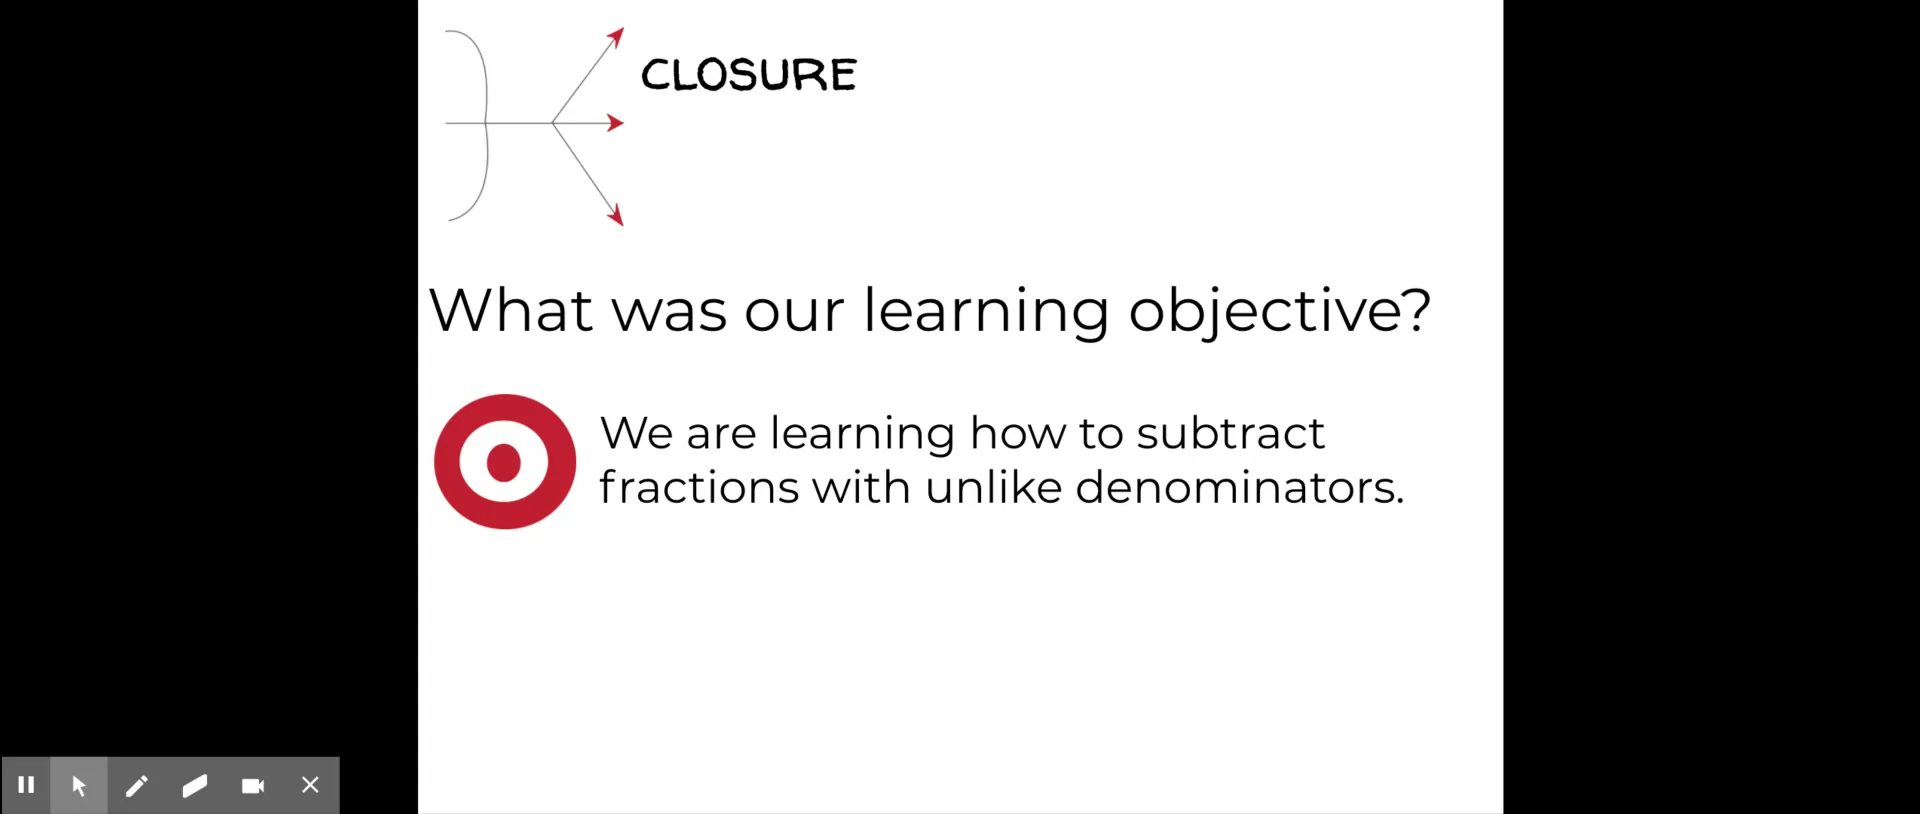 CLOSURE
What was our learning objective?
We are learning how to subtract
fractions with unlike denominators.